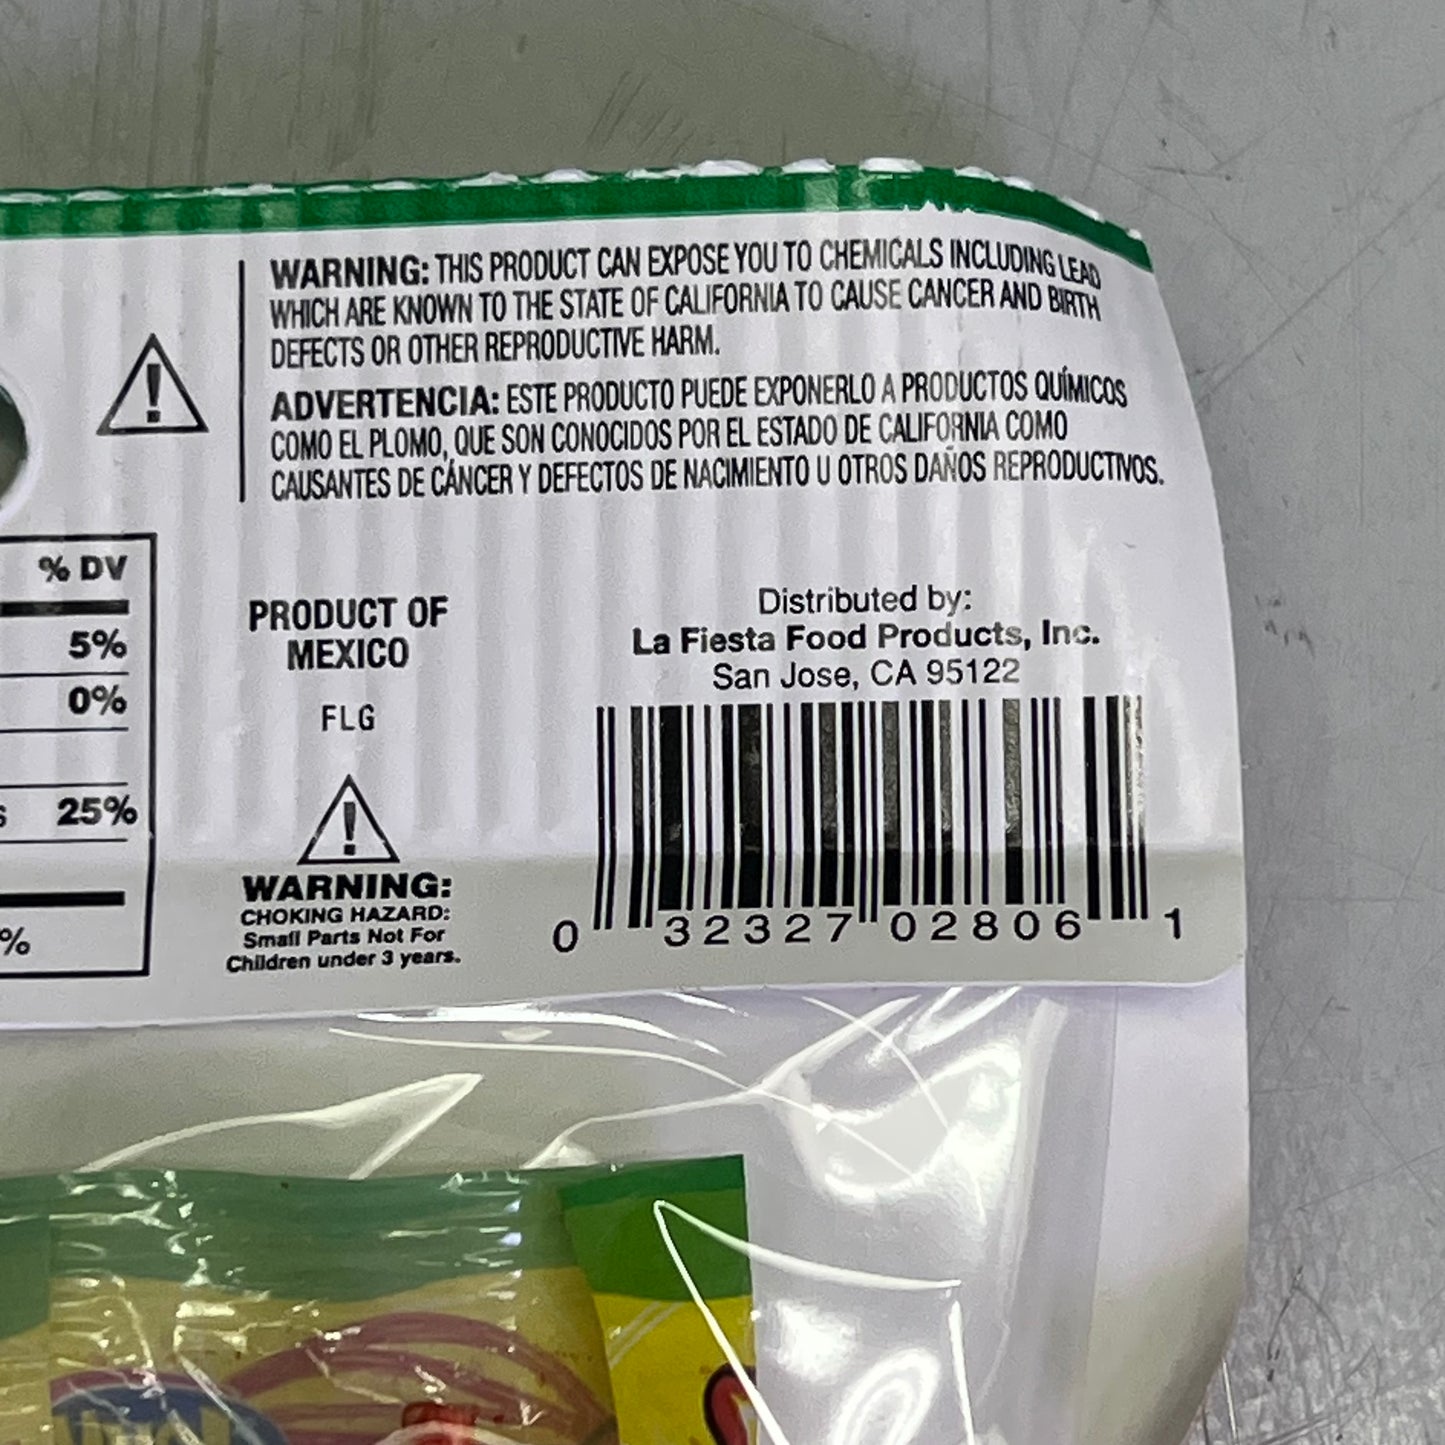 WARNING: THIS PRODUCT CAN EXPOSE YOU TO CHEMICALS INCLUDING LEAD
WHICH ARE KNOWN TO THE STATE OF CALIFORNIA TO CAUSE CANCER AND BIRTH
DEFECTS OR OTHER REPRODUCTIVE HARM.
ADVERTENCIA: ESTE PRODUCTO PUEDE EXPONERLO A PRODUCTOS QUÍMICOS
COMO EL PLOMO, QUE SON CONOCIDOS POR EL ESTADO DE CALIFORNIA COMO
CAUSANTES DE CÁNCER Y DEFECTOS DE NACIMIENTO U OTROS DAÑOS REPRODUCTIVOS.
% DV
5%
0%
25%
%
PRODUCT OF
MEXICO
FLG
WARNING:
CHOKING HAZARD:
Small Parts Not For
Children under 3 years.
Distributed by:
La Fiesta Food Products, Inc.
San Jose, CA 95122
0 32327 02806 1